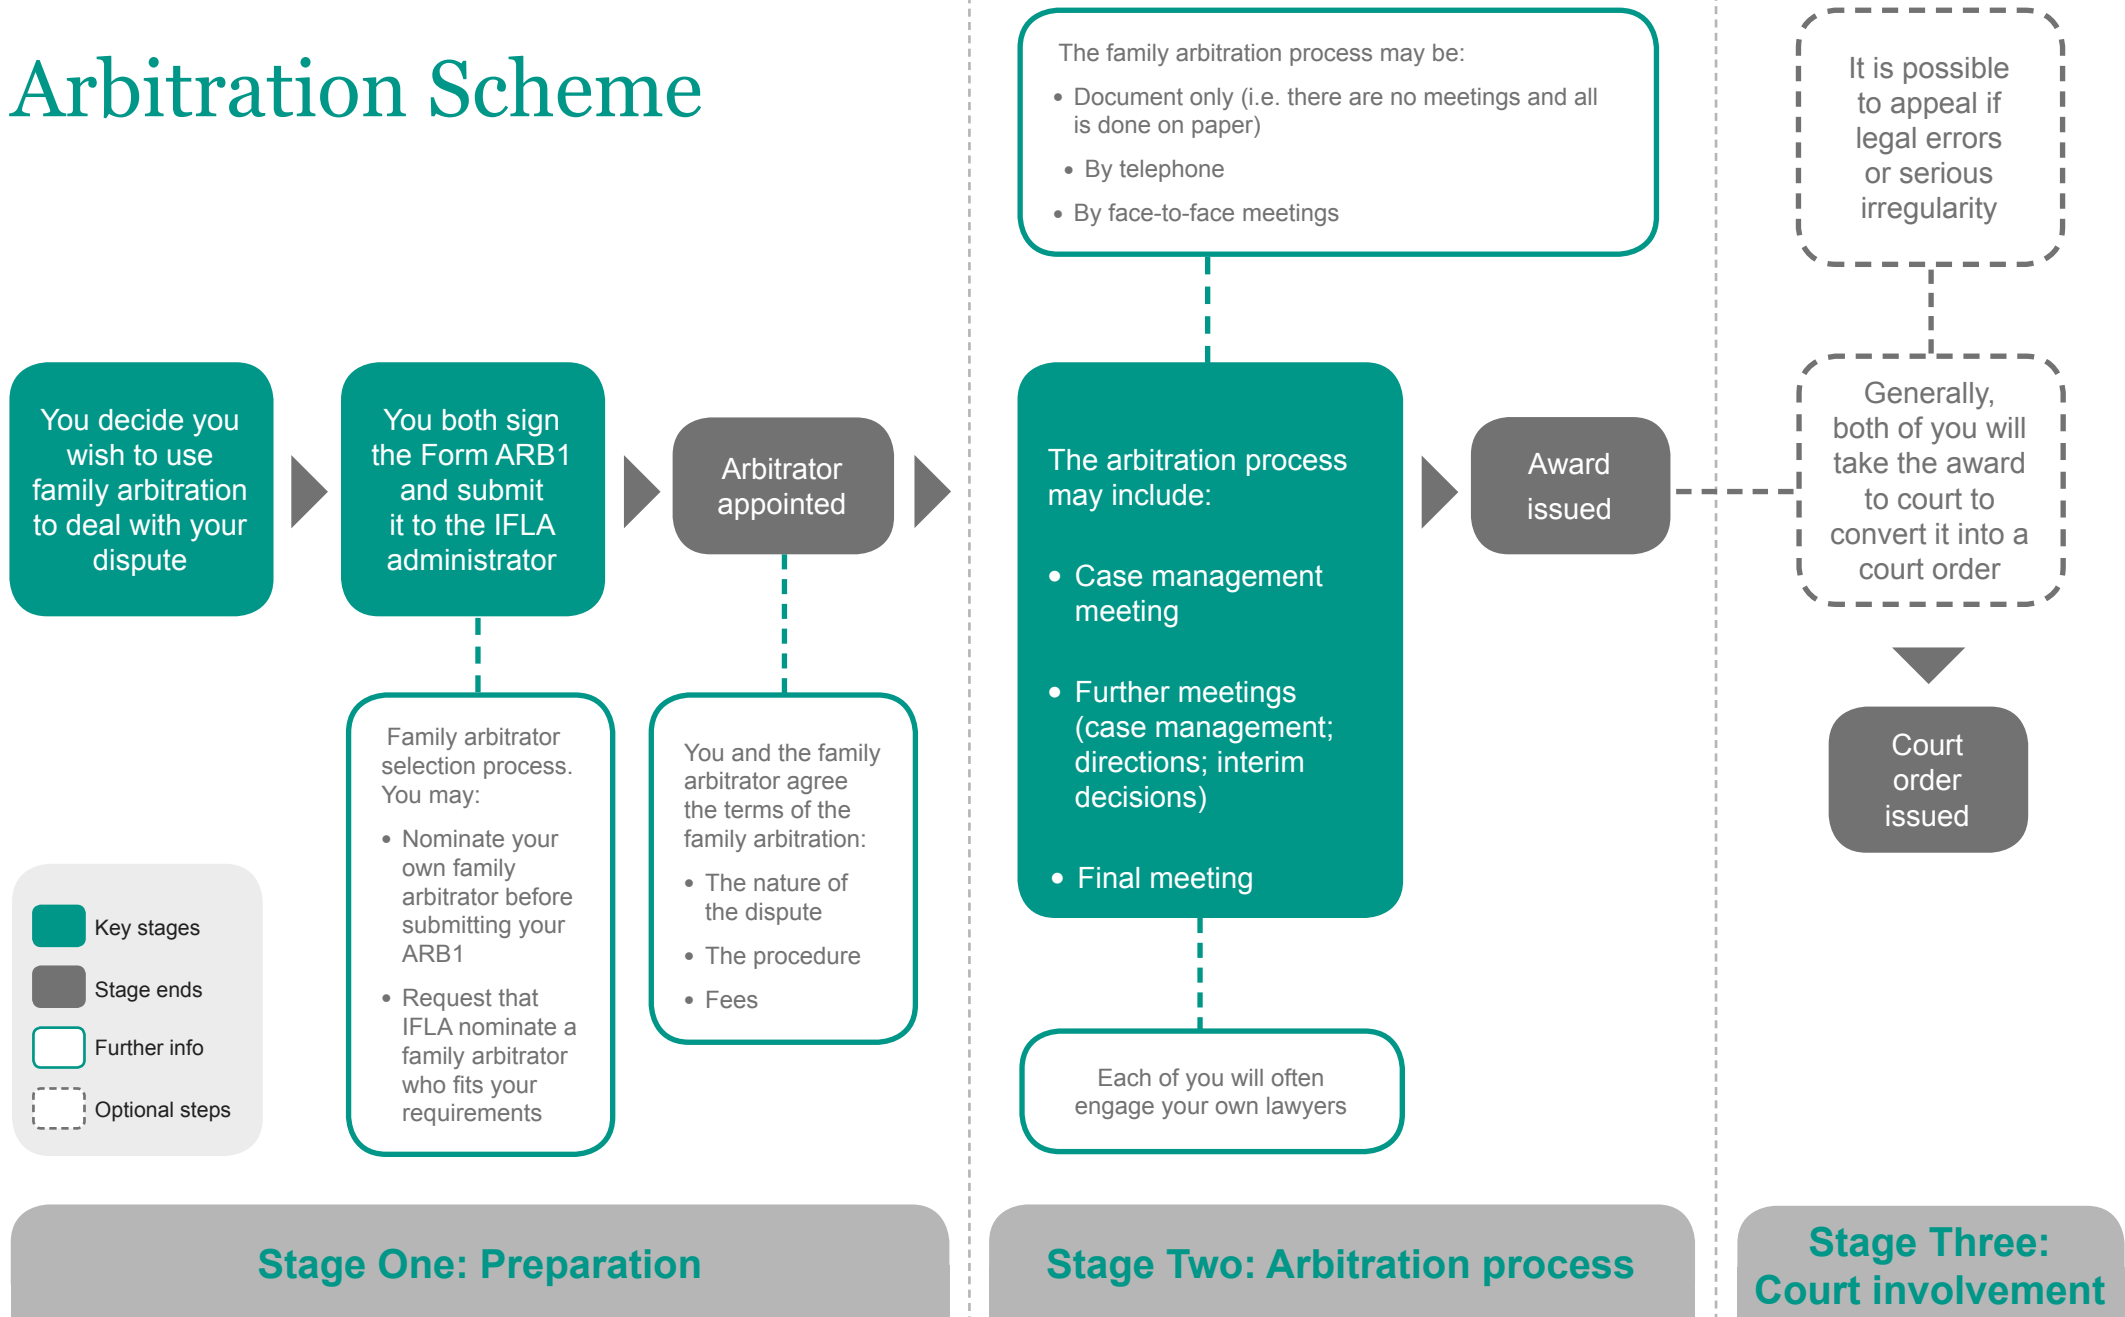 Arbitration Scheme
You decide you
wish to use
family arbitration
to deal with your
dispute
You both sign
the Form ARB1
and submit
it to the IFLA
administrator
Arbitrator
appointed
Family arbitrator
selection process.
You may:
• Nominate your
own family
arbitrator before
submitting your
ARB1
• Request that
IFLA nominate a
family arbitrator
who fits your
requirements
You and the family
arbitrator agree
the terms of the
family arbitration:
• The nature of
the dispute
• The procedure
• Fees
Key stages
Stage ends
Further info
Optional steps
Stage One: Preparation
The family arbitration process may be:
• Document only (i.e. there are no meetings and all
is done on paper)
• By telephone
• By face-to-face meetings
The arbitration process
may include:
• Case management
meeting
• Further meetings
(case management;
directions; interim
decisions)
• Final meeting
Award
issued
Each of you will often
engage your own lawyers
Stage Two: Arbitration process
It is possible
to appeal if
legal errors
or serious
irregularity
Generally,
both of you will
take the award
to court to
convert it into a
court order
Court
order
issued
Stage Three:
Court involvement